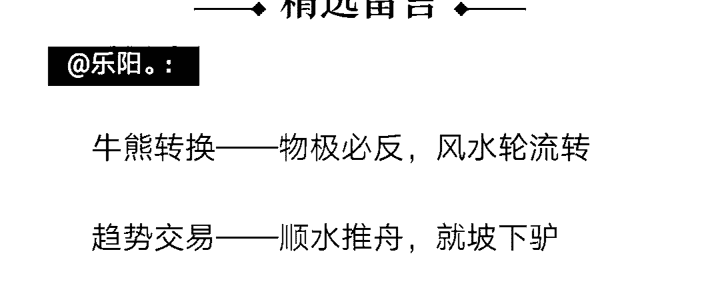 精选留言
@乐阳。:
牛熊转换——物极必反，风水轮流转
趋势交易——顺水推舟，就坡下驴